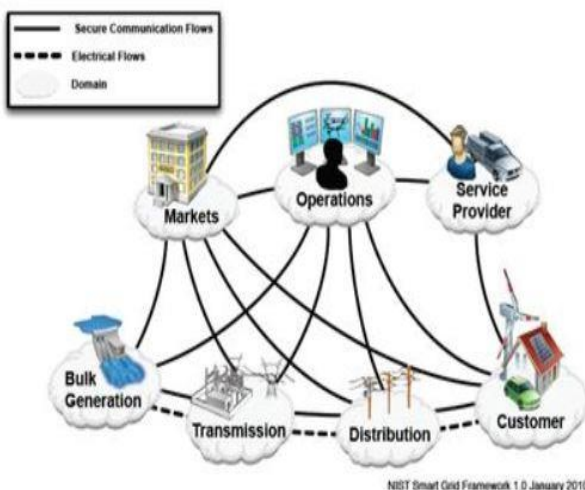 Secure Communication Flows
Electrical Flows
Domain
Markets
Operations
Service
Provider
Bulk
Generation
Transmission
Distribution
Customer
NIST Smart Grid Framework 1.0 January 201